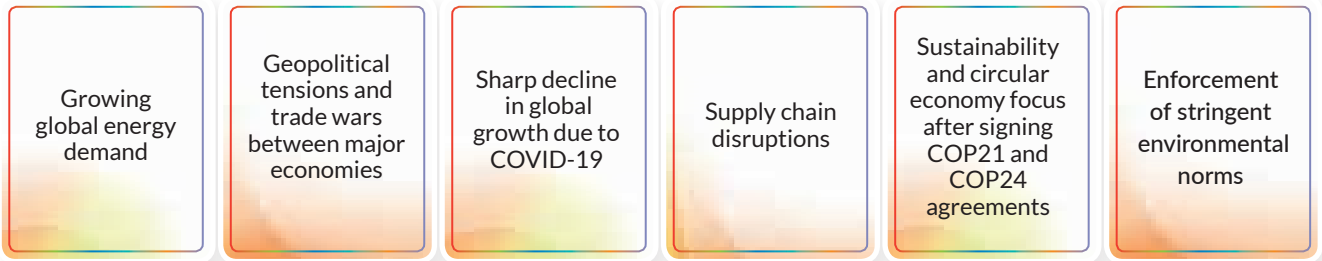 Growing
global energy
demand
Geopolitical
tensions and
trade wars
between major
economies
Sharp decline
in global
growth due to
COVID-19
Supply chain
disruptions
Sustainability
and circular
economy focus
after signing
COP21 and
COP24
agreements
Enforcement
of stringent
environmental
norms